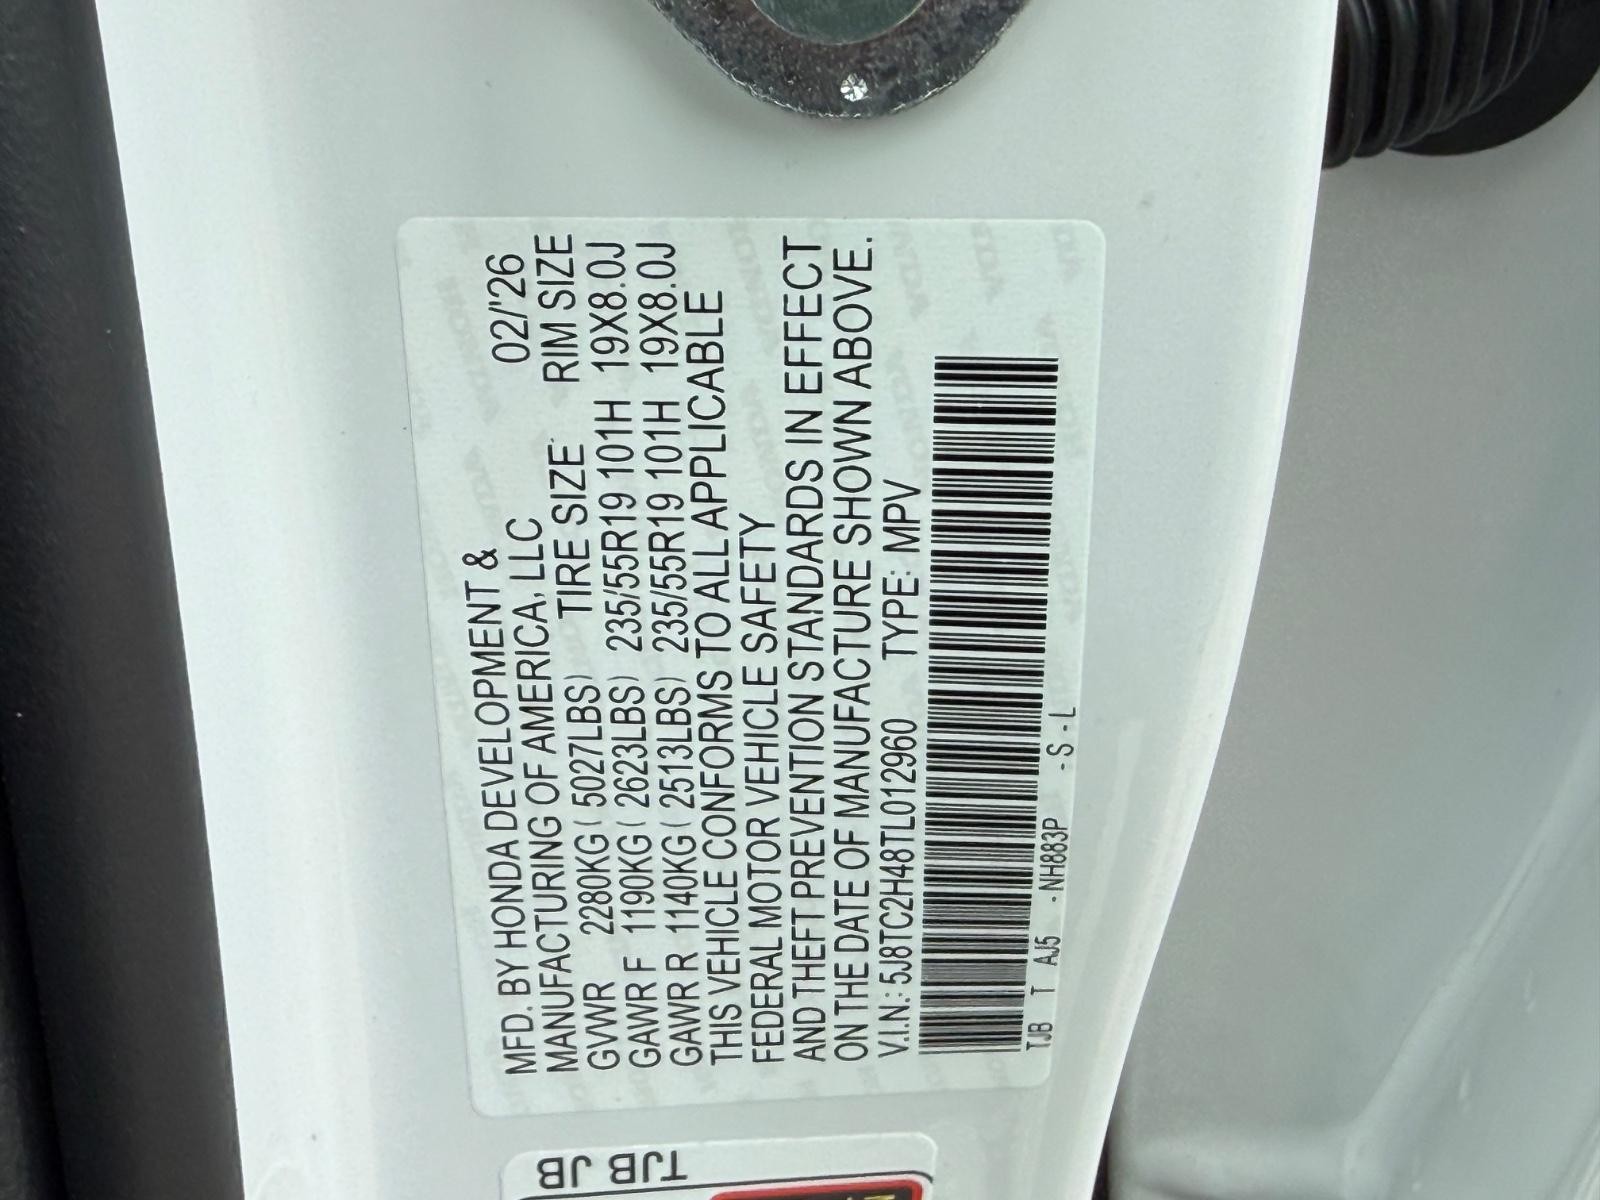 MFD. BY HONDA DEVELOPMENT &
MANUFACTURING OF AMERICA, LLC 02/'26
GVWR 2280KG ( 5027LBS) TIRE SIZE RIM SIZE
GAWR F 1190KG ( 2623LBS) 235/55R19 101H 19X8.0J
GAWR R 1140KG ( 2513LBS) 235/55R19 101H 19X8.0J
THIS VEHICLE CONFORMS TO ALL APPLICABLE
FEDERAL MOTOR VEHICLE SAFETY
AND THEFT PREVENTION STANDARDS IN EFFECT
ON THE DATE OF MANUFACTURE SHOWN ABOVE.
V.I.N.: 5J8TC2H48TL012960 TYPE: MPV
TJB T AJ5 -NH883P -S-L
TJB
JB